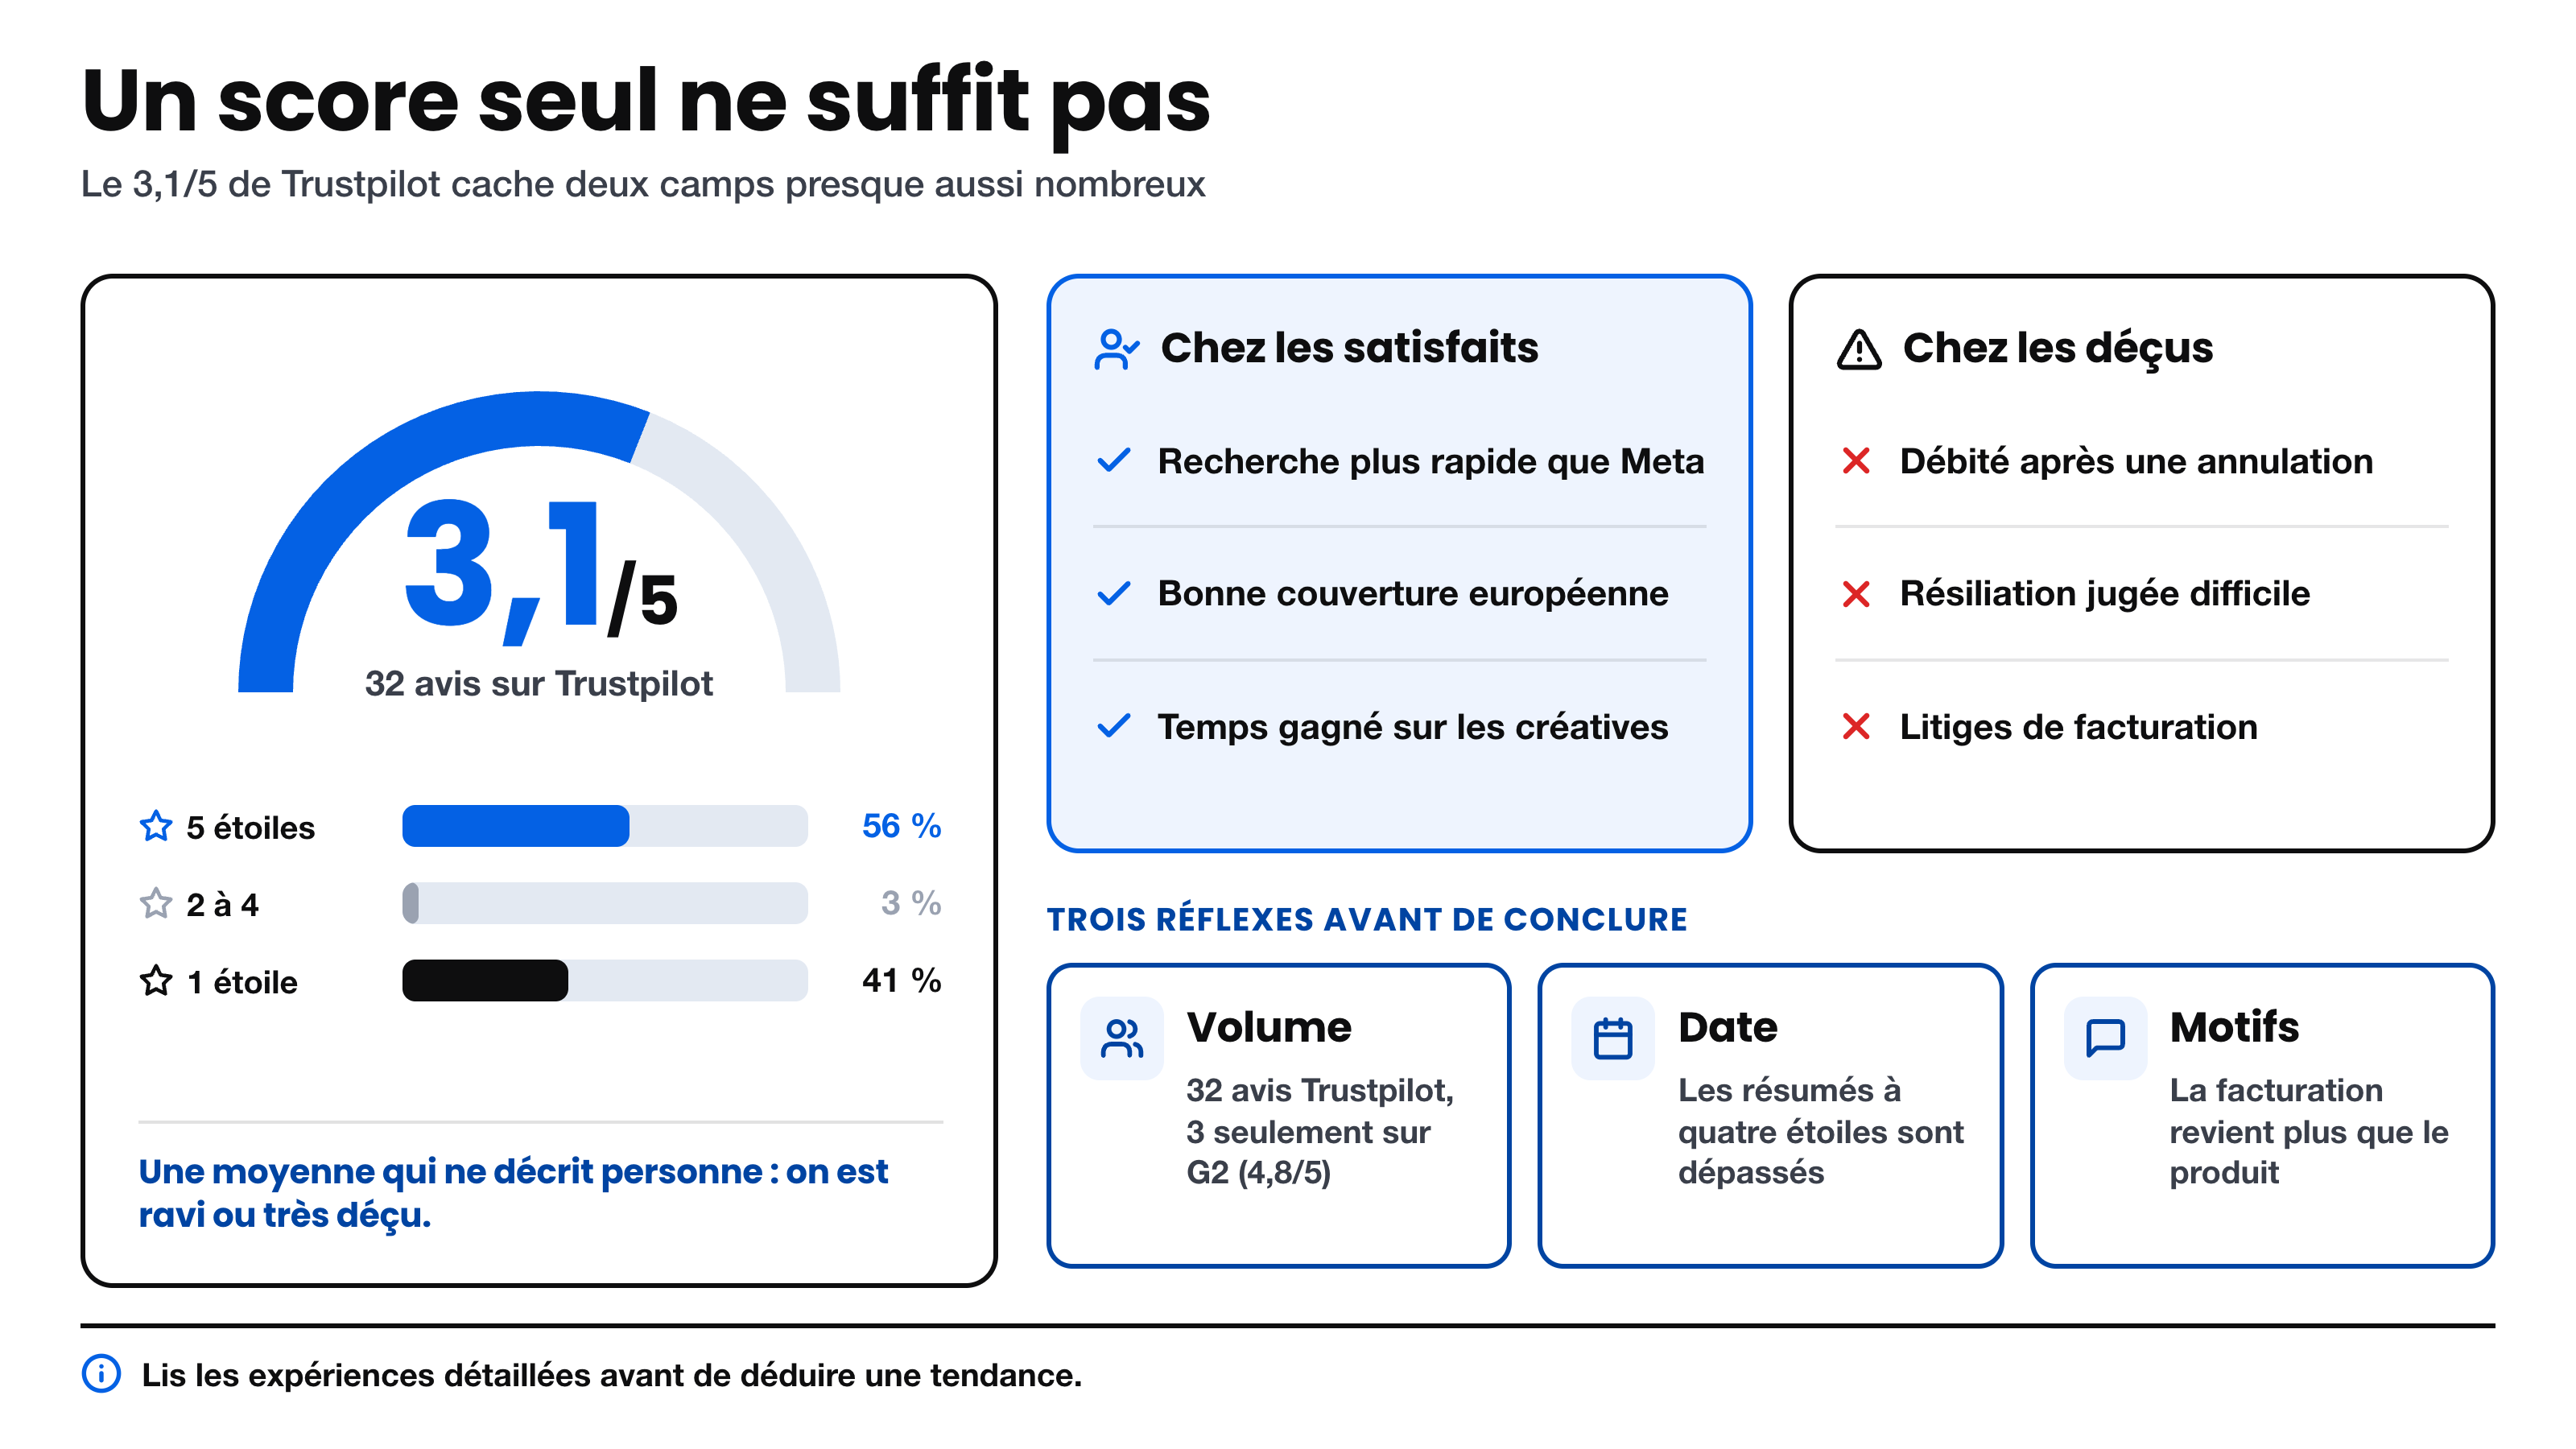 Un score seul ne suffit pas
Le 3,1/5 de Trustpilot cache deux camps presque aussi nombreux
3,1/5
32 avis sur Trustpilot
5 étoiles 56 %
2 à 4 3 %
1 étoile 41 %
Une moyenne qui ne décrit personne : on est
ravi ou très déçu.
Chez les satisfaits
Recherche plus rapide que Meta
Bonne couverture européenne
Temps gagné sur les créatives
Chez les déçus
Débité après une annulation
Résiliation jugée difficile
Litiges de facturation
TROIS RÉFLEXES AVANT DE CONCLURE
Volume
32 avis Trustpilot,
3 seulement sur
G2 (4,8/5)
Date
Les résumés à
quatre étoiles sont
dépassés
Motifs
La facturation
revient plus que le
produit
Lis les expériences détaillées avant de déduire une tendance.